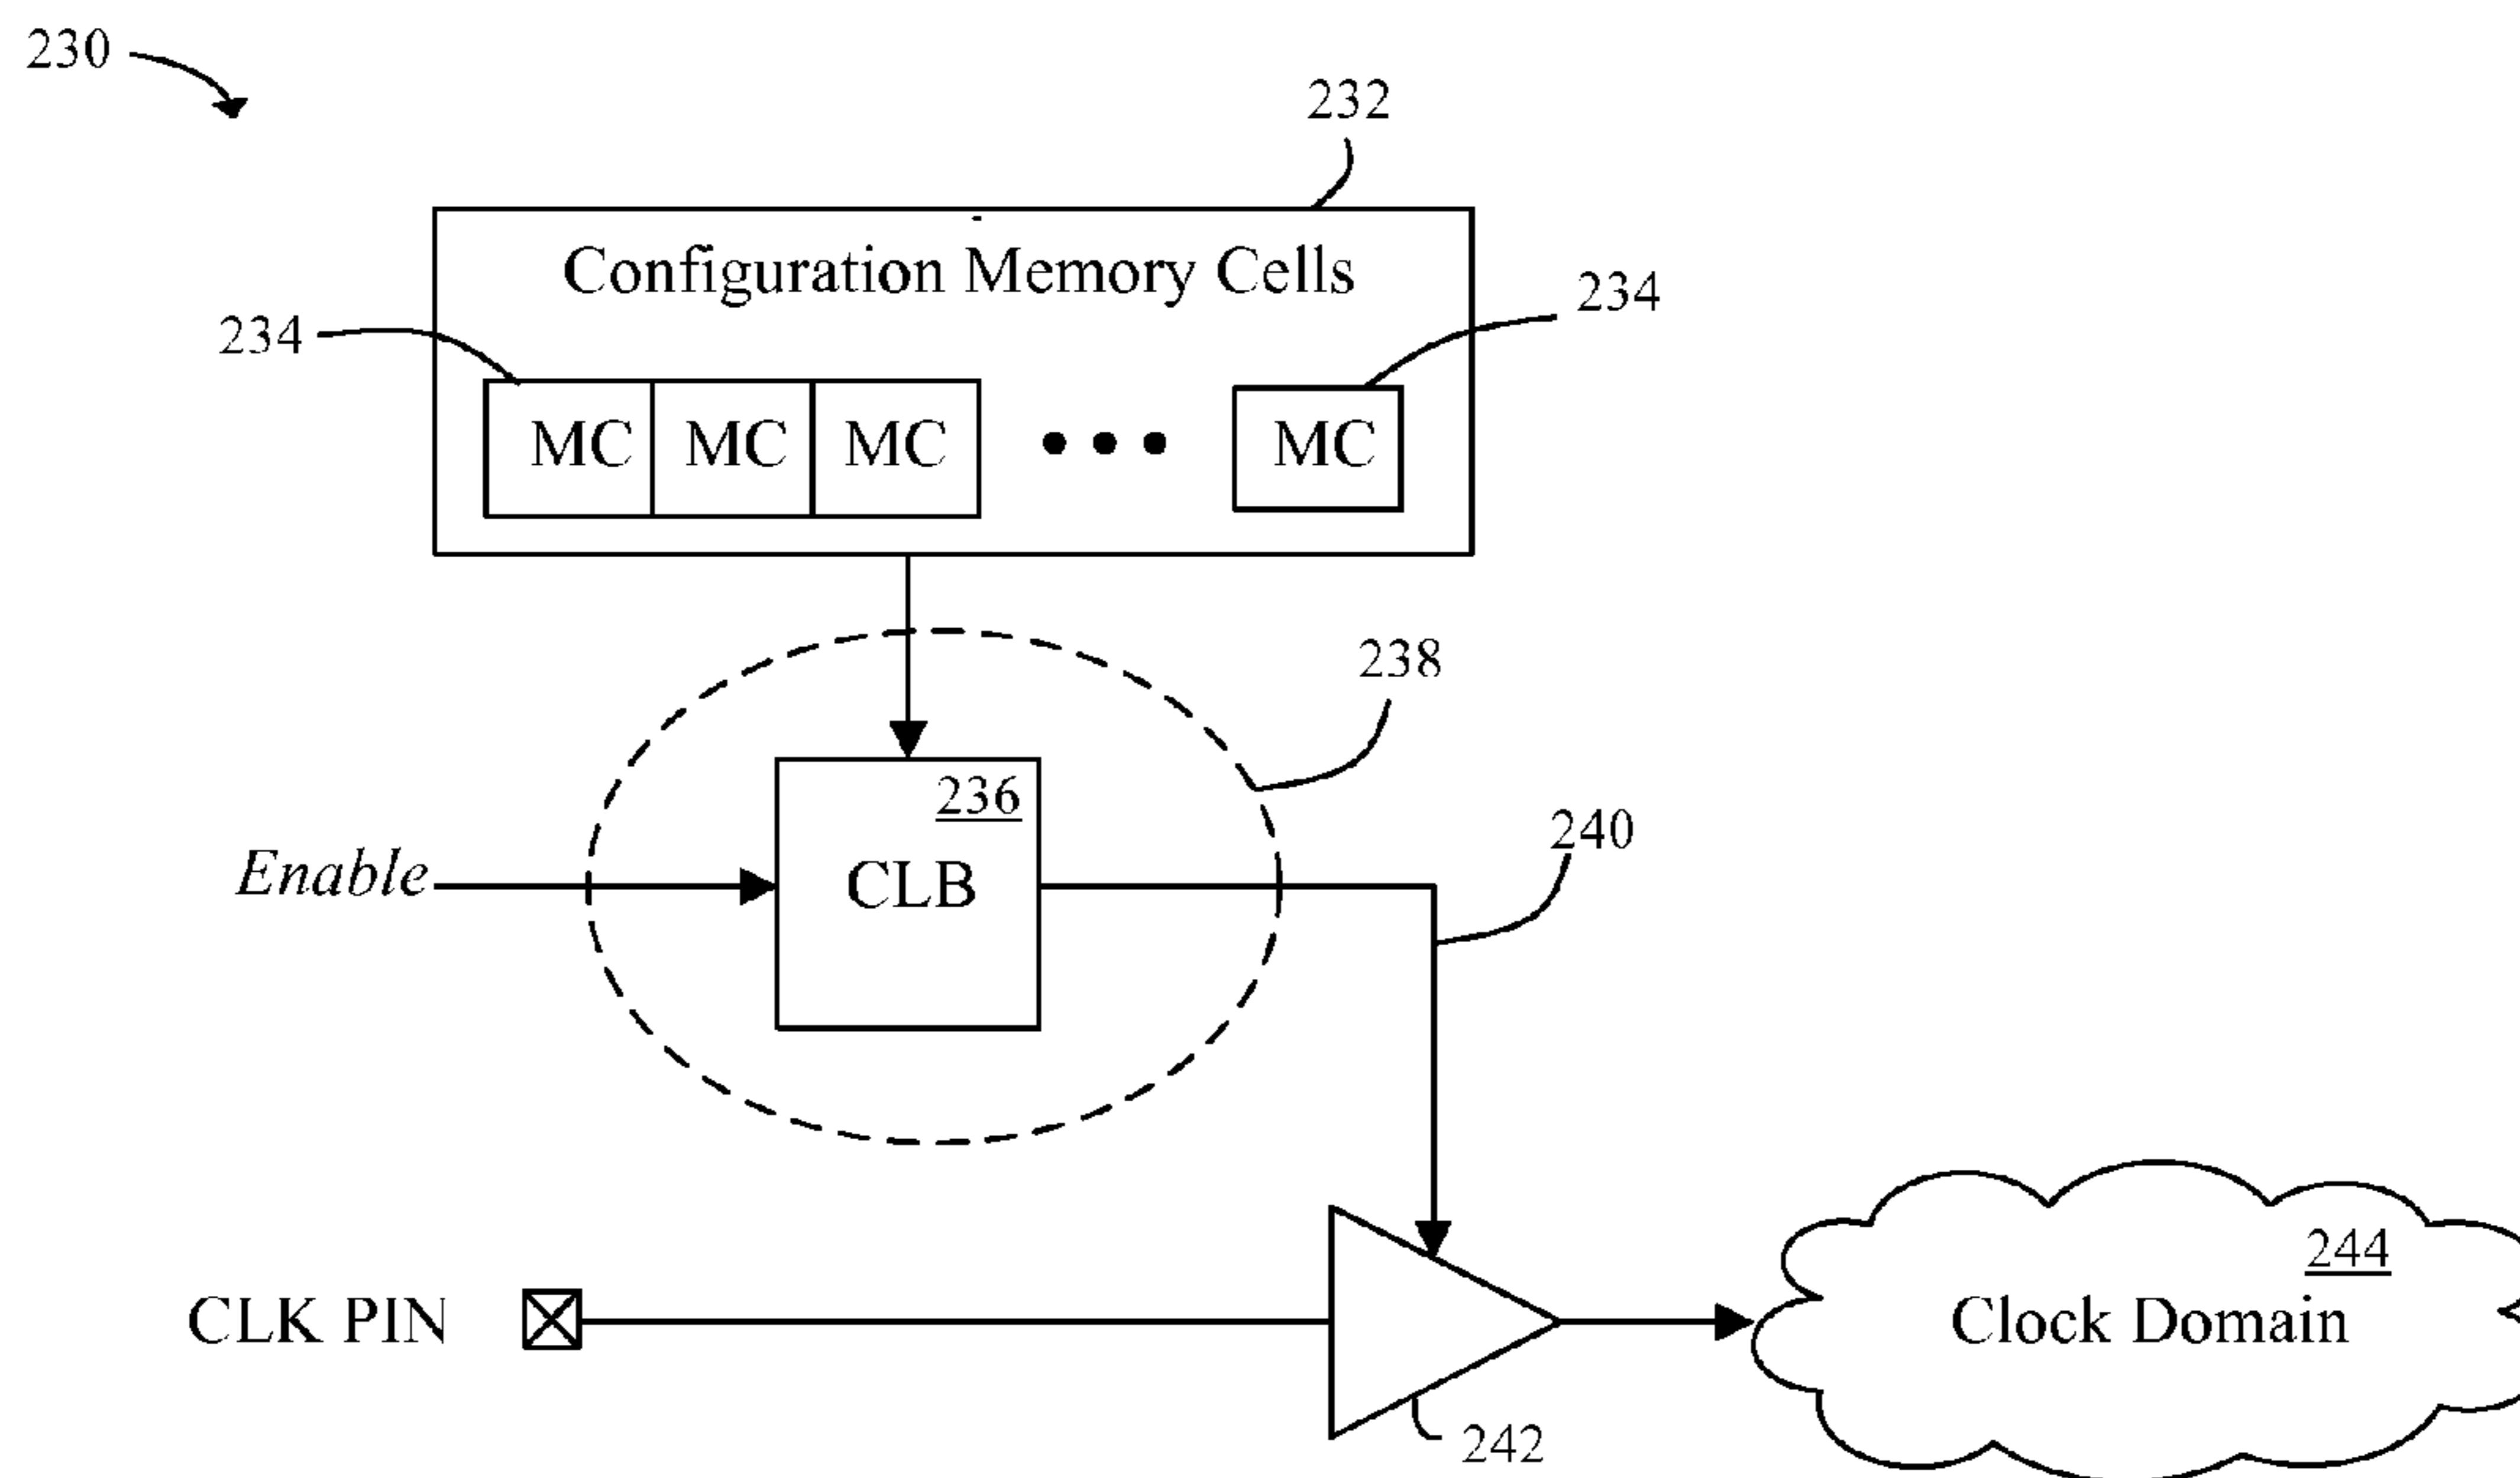 230
232
Configuration Memory Cells
234
234
MC MC MC MC
238
236
240
Enable
CLB
244
CLK PIN
Clock Domain
242